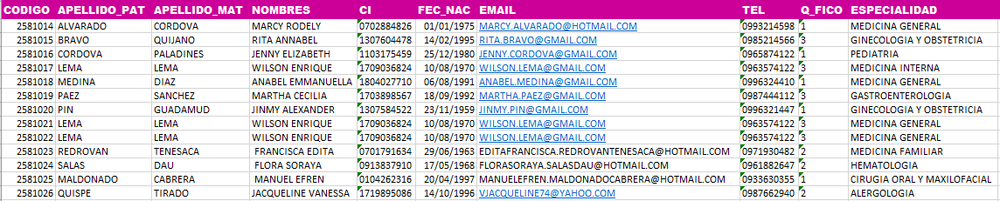 CODIGO APELLIDO_PAT APELLIDO_MAT NOMBRES CI FEC_NAC EMAIL TEL Q_FICO ESPECIALIDAD
2581014 ALVARADO CORDOVA MARCY RODELY 0702884826 01/01/1975 MARCY.ALVARADO@HOTMAIL.COM 0993214598 1 MEDICINA GENERAL
2581015 BRAVO QUIJANO RITA ANNABEL 1307604478 14/02/1995 RITA.BRAVO@GMAIL.COM 0985214566 3 GINECOLOGIA Y OBSTETRICIA
2581016 CORDOVA PALADINES JENNY ELIZABETH 1103175459 25/12/1980 JENNY.CORDOVA@GMAIL.COM 0965874122 1 PEDIATRIA
2581017 LEMA LEMA WILSON ENRIQUE 1709036824 10/08/1970 WILSON.LEMA@GMAIL.COM 0963574122 3 MEDICINA INTERNA
2581018 MEDINA DIAZ ANABEL EMMANUELLA 1804027710 06/08/1991 ANABEL.MEDINA@GMAIL.COM 0996324410 1 MEDICINA GENERAL
2581019 PAEZ SANCHEZ MARTHA CECILIA 1703898567 18/09/1992 MARTHA.PAEZ@GMAIL.COM 0987444112 3 GASTROENTEROLOGIA
2581020 PIN GUADAMUD JINMY ALEXANDER 1307584522 23/11/1959 JINMY.PIN@GMAIL.COM 0996321447 1 GINECOLOGIA Y OBSTETRICIA
2581021 LEMA LEMA WILSON ENRIQUE 1709036824 10/08/1970 WILSON.LEMA@GMAIL.COM 0963574122 3 MEDICINA GENERAL
2581022 LEMA LEMA WILSON ENRIQUE 1709036824 10/08/1970 WILSON.LEMA@GMAIL.COM 0963574122 3 MEDICINA GENERAL
2581023 REDROVAN TENESACA FRANCISCA EDITA 0701791634 29/06/1963 EDITAFRANCISCA.REDROVANTENESACA@HOTMAIL.COM 0971930482 2 MEDICINA FAMILIAR
2581024 SALAS DAU FLORA SORAYA 0913837910 17/05/1968 FLORASORAYA.SALASDAU@HOTMAIL.COM 0961882647 2 HEMATOLOGIA
2581025 MALDONADO CABRERA MANUEL EFREN 0104262316 20/04/1997 MANUELEFREN.MALDONADOCABRERA@HOTMAIL.COM 0933630355 1 CIRUGIA ORAL Y MAXILOFACIAL
2581026 QUISPE TIRADO JACQUELINE VANESSA 1719895086 14/10/1996 VJACQUELINE74@YAHOO.COM 0987662940 2 ALERGOLOGIA